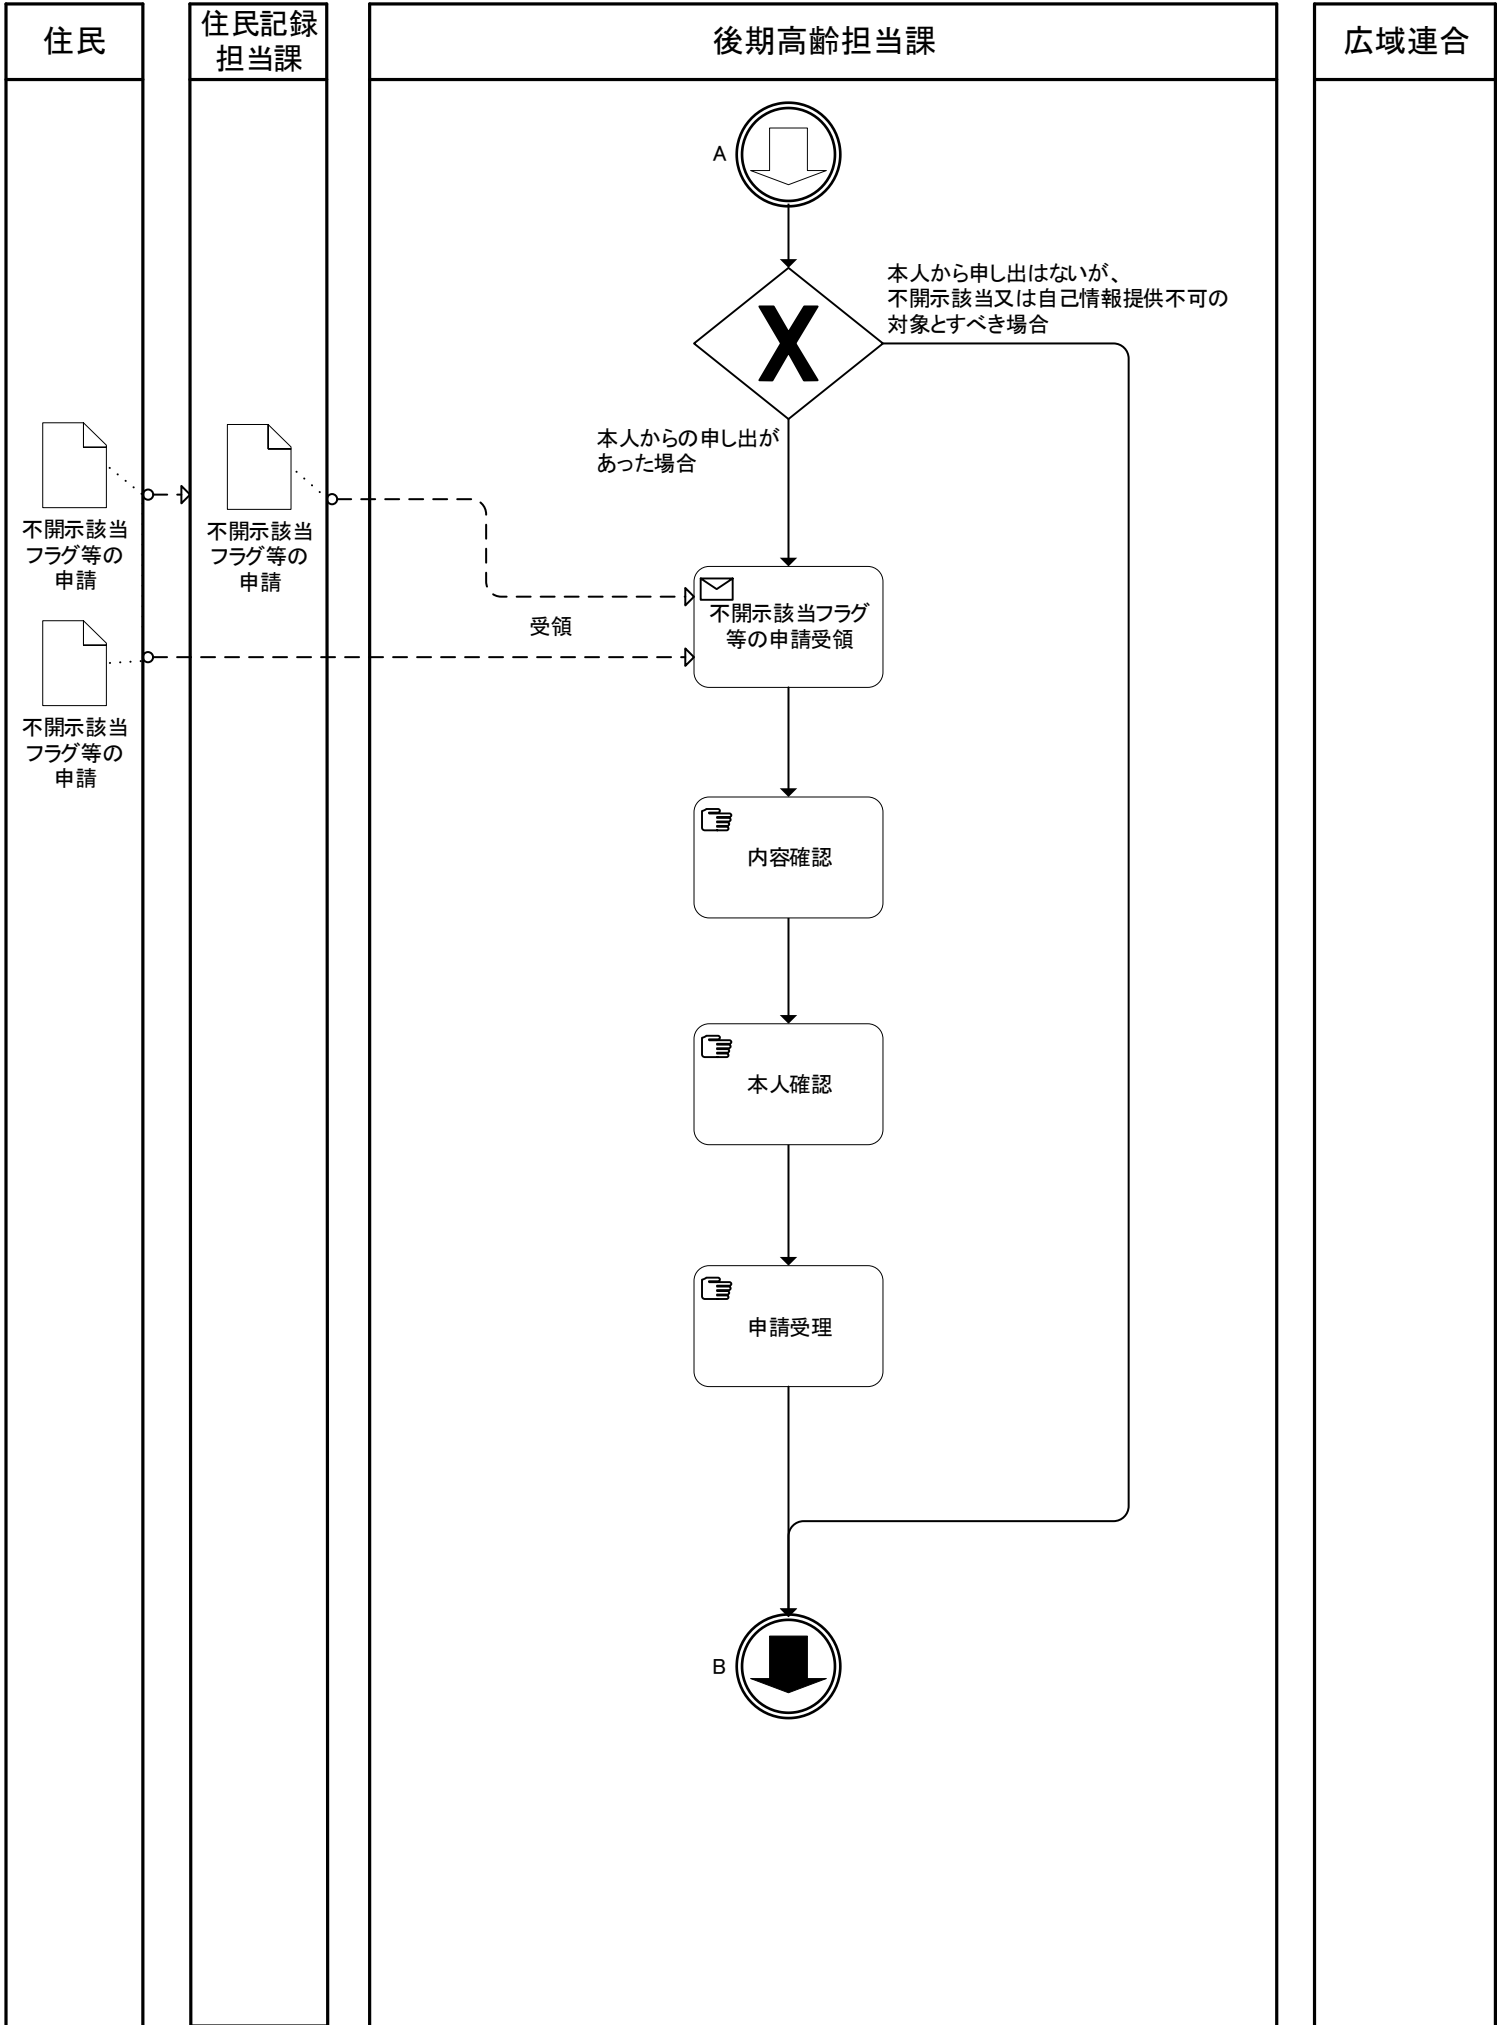 住民
住民記録
担当課
後期高齢担当課
広域連合
A
本人から申し出はないが、
不開示該当又は自己情報提供不可の
対象とすべき場合
本人からの申し出が
あった場合
不開示該当
フラグ等の
申請
不開示該当
フラグ等の
申請
不開示該当フラグ
等の申請受領
受領
不開示該当
フラグ等の
申請
内容確認
本人確認
申請受理
B